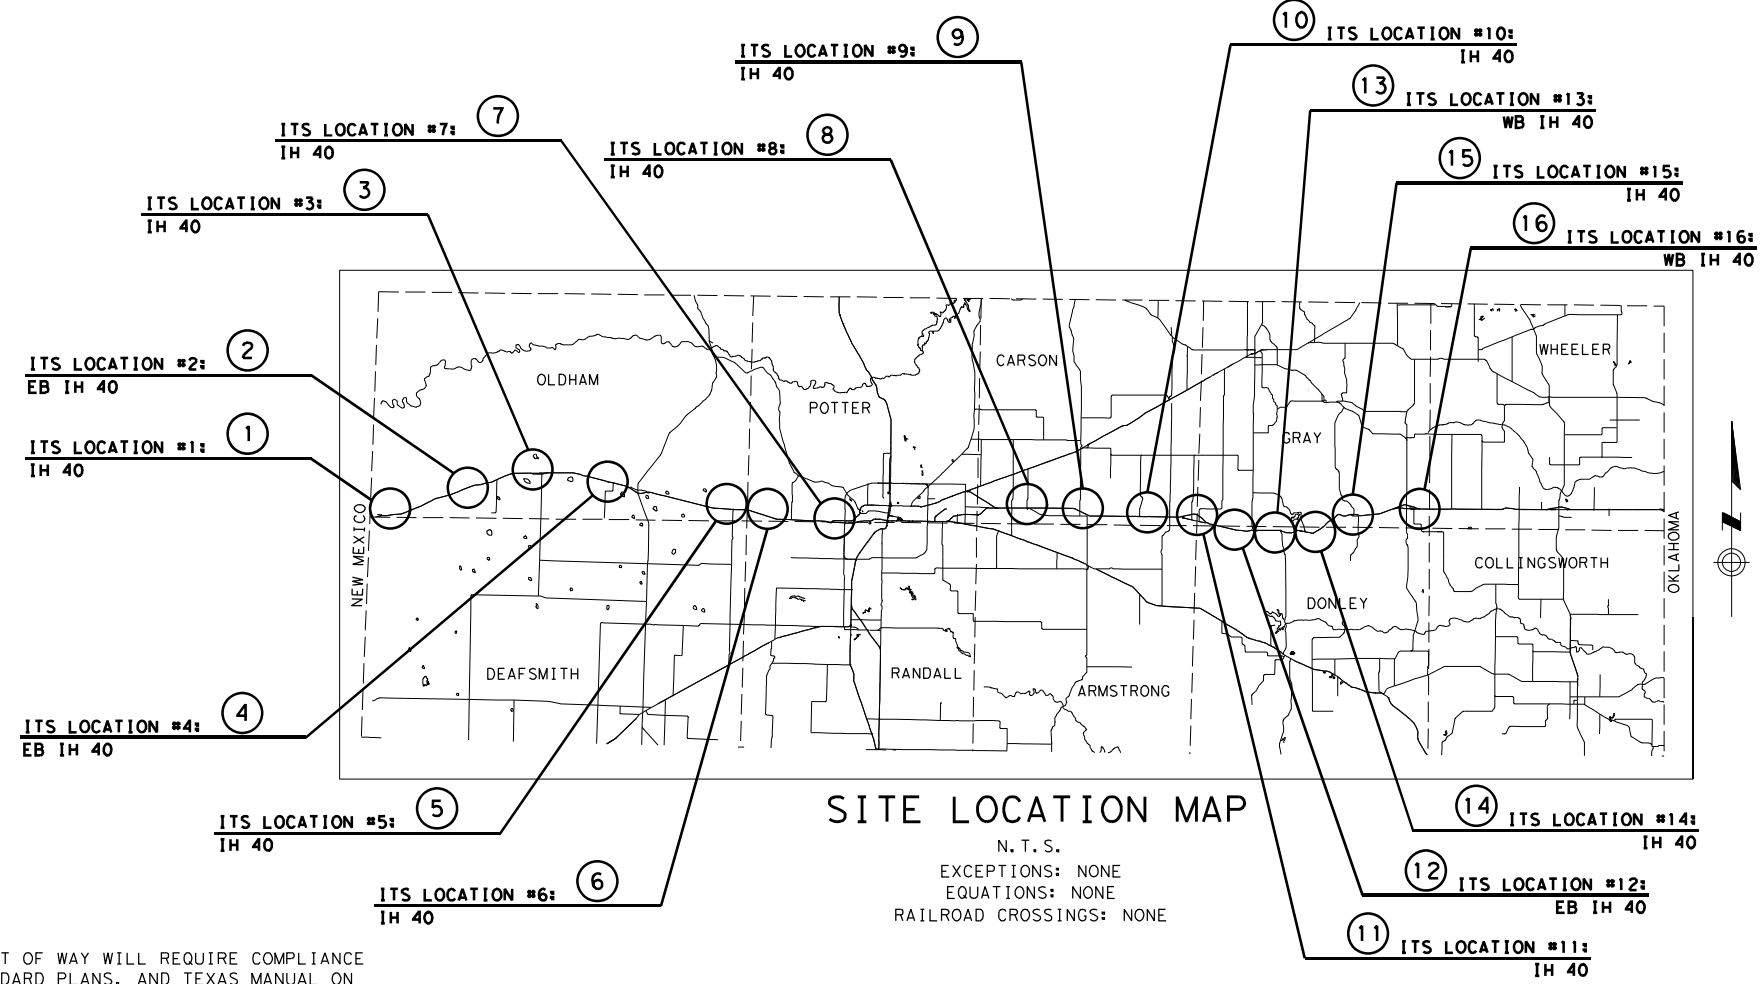 10
ITS LOCATION #10:
IH 40
9
ITS LOCATION #9:
IH 40
13
ITS LOCATION #13:
WB IH 40
7
ITS LOCATION #7:
IH 40
8
ITS LOCATION #8:
IH 40
15
ITS LOCATION #15:
IH 40
3
ITS LOCATION #3:
IH 40
16
ITS LOCATION #16:
WB IH 40
2
ITS LOCATION #2:
EB IH 40
1
ITS LOCATION #1:
IH 40
OLDHAM
POTTER
CARSON
GRAY
WHEELER
NEW MEXICO
OKLAHOMA
DEAFSMITH
RANDALL
ARMSTRONG
DONLEY
COLLINGSWORTH
4
ITS LOCATION #4:
EB IH 40
5
ITS LOCATION #5:
IH 40
6
ITS LOCATION #6:
IH 40
SITE LOCATION MAP
N.T.S.
EXCEPTIONS: NONE
EQUATIONS: NONE
RAILROAD CROSSINGS: NONE
14
ITS LOCATION #14:
IH 40
12
ITS LOCATION #12:
EB IH 40
11
ITS LOCATION #11:
IH 40
T OF WAY WILL REQUIRE COMPLIANCE
DARD PLANS, AND TEXAS MANUAL ON